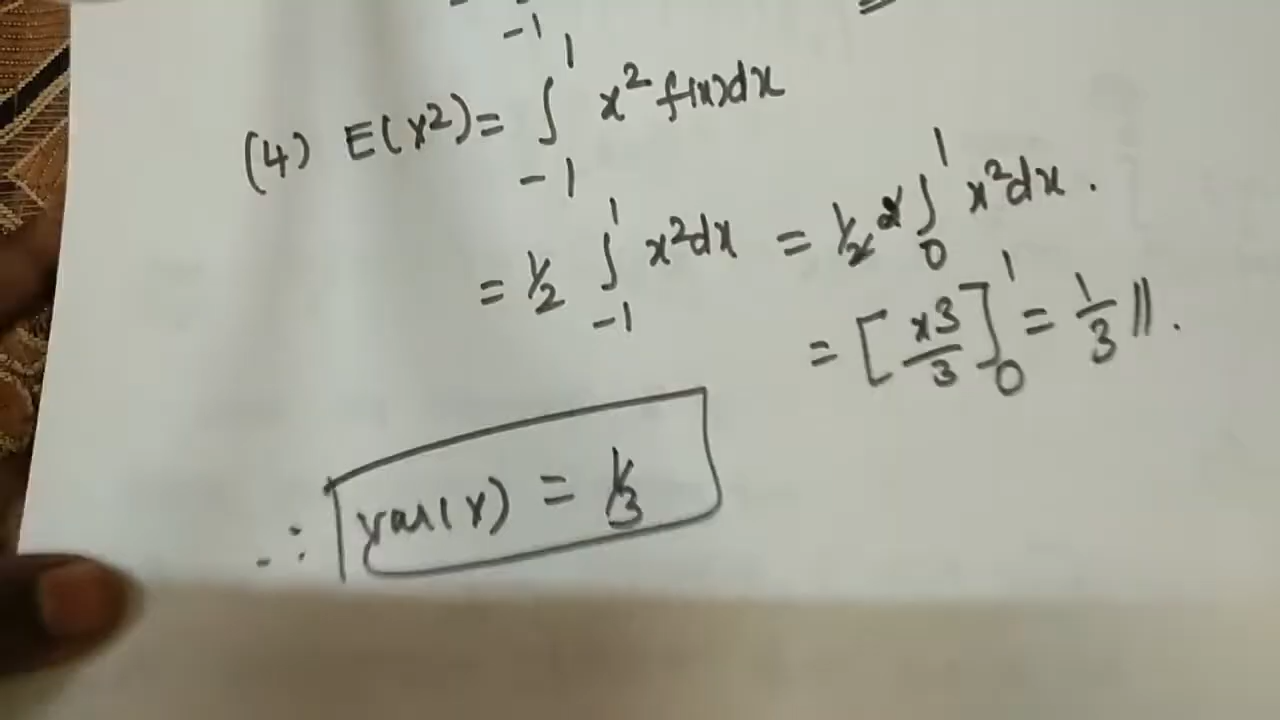 -1
(4) E(x²) = ∫₋₁¹ x² f(x)dx
= 1/2 ∫₋₁¹ x²dx = 1/2 2 ∫₀¹ x²dx.
= [x3/3]₀¹ = 1/3 //.
∴ var(x) = 1/3